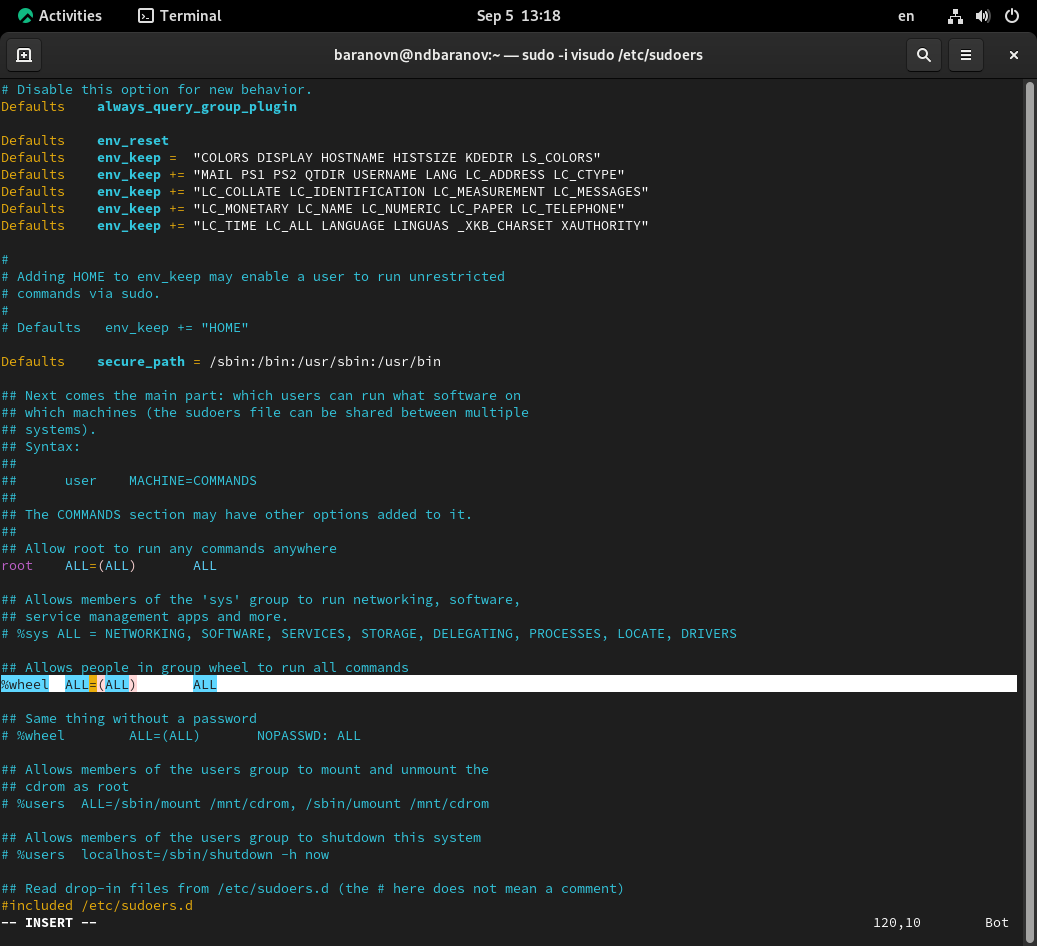 Activities
Terminal
Sep 5 13:18
en
baranovn@ndbaranov:~ — sudo -i visudo /etc/sudoers
# Disable this option for new behavior.
Defaults    always_query_group_plugin
Defaults    env_reset
Defaults    env_keep =  "COLORS DISPLAY HOSTNAME HISTSIZE KDEDIR LS_COLORS"
Defaults    env_keep += "MAIL PS1 PS2 QTDIR USERNAME LANG LC_ADDRESS LC_CTYPE"
Defaults    env_keep += "LC_COLLATE LC_IDENTIFICATION LC_MEASUREMENT LC_MESSAGES"
Defaults    env_keep += "LC_MONETARY LC_NAME LC_NUMERIC LC_PAPER LC_TELEPHONE"
Defaults    env_keep += "LC_TIME LC_ALL LANGUAGE LINGUAS _XKB_CHARSET XAUTHORITY"
#
# Adding HOME to env_keep may enable a user to run unrestricted
# commands via sudo.
#
# Defaults   env_keep += "HOME"
Defaults    secure_path = /sbin:/bin:/usr/sbin:/usr/bin
## Next comes the main part: which users can run what software on
## which machines (the sudoers file can be shared between multiple
## systems).
## Syntax:
##
##      user    MACHINE=COMMANDS
##
## The COMMANDS section may have other options added to it.
##
## Allow root to run any commands anywhere
root    ALL=(ALL)       ALL
## Allows members of the 'sys' group to run networking, software,
## service management apps and more.
# %sys ALL = NETWORKING, SOFTWARE, SERVICES, STORAGE, DELEGATING, PROCESSES, LOCATE, DRIVERS
## Allows people in group wheel to run all commands
%wheel  ALL=(ALL)       ALL
## Same thing without a password
# %wheel        ALL=(ALL)       NOPASSWD: ALL
## Allows members of the users group to mount and unmount the
## cdrom as root
# %users  ALL=/sbin/mount /mnt/cdrom, /sbin/umount /mnt/cdrom
## Allows members of the users group to shutdown this system
# %users  localhost=/sbin/shutdown -h now
## Read drop-in files from /etc/sudoers.d (the # here does not mean a comment)
#included /etc/sudoers.d
-- INSERT --                                                 120,10        Bot